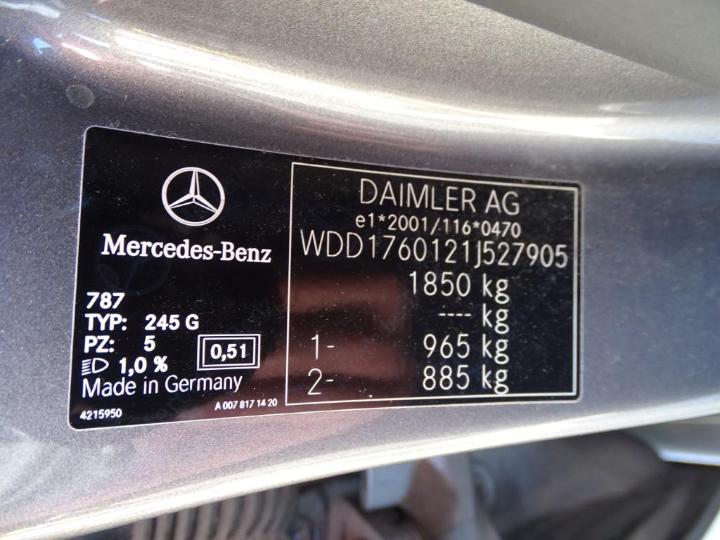 Mercedes-Benz
787
TYP: 245 G
PZ: 5
1,0 %
0,51
Made in Germany
4215950
A 007 817 14 20
DAIMLER AG
e1*2001/116*0470
WDD1760121J527905
1850 kg
---- kg
1- 965 kg
2- 885 kg